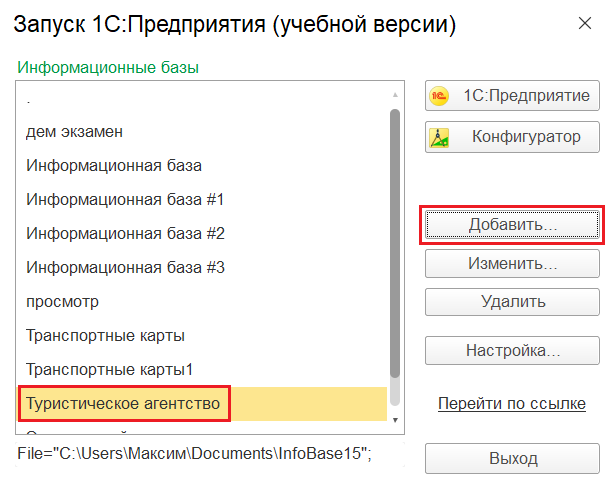 Запуск 1С:Предприятия (учебной версии)
Информационные базы
.
дем экзамен
Информационная база
Информационная база #1
Информационная база #2
Информационная база #3
просмотр
Транспортные карты
Транспортные карты1
Туристическое агентство
File="C:\Users\Максим\Documents\InfoBase15";
1С:Предприятие
Конфигуратор
Добавить...
Изменить...
Удалить
Настройка...
Перейти по ссылке
Выход